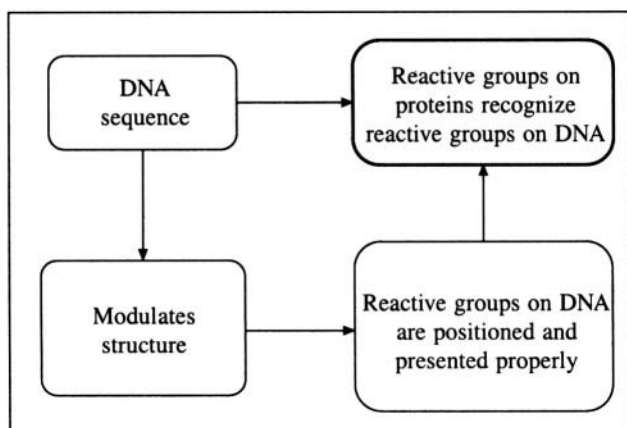 DNA
sequence
Reactive groups on
proteins recognize
reactive groups on DNA
Modulates
structure
Reactive groups on DNA
are positioned and
presented properly